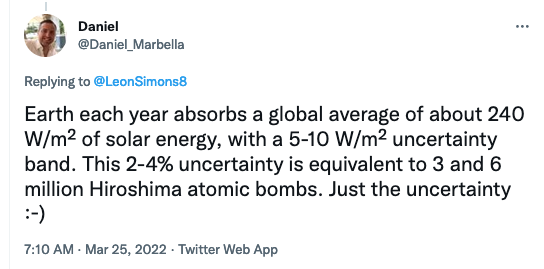 Daniel
@Daniel_Marbella
Replying to @LeonSimons8
Earth each year absorbs a global average of about 240
W/m² of solar energy, with a 5-10 W/m² uncertainty
band. This 2-4% uncertainty is equivalent to 3 and 6
million Hiroshima atomic bombs. Just the uncertainty
:-)
7:10 AM · Mar 25, 2022 · Twitter Web App